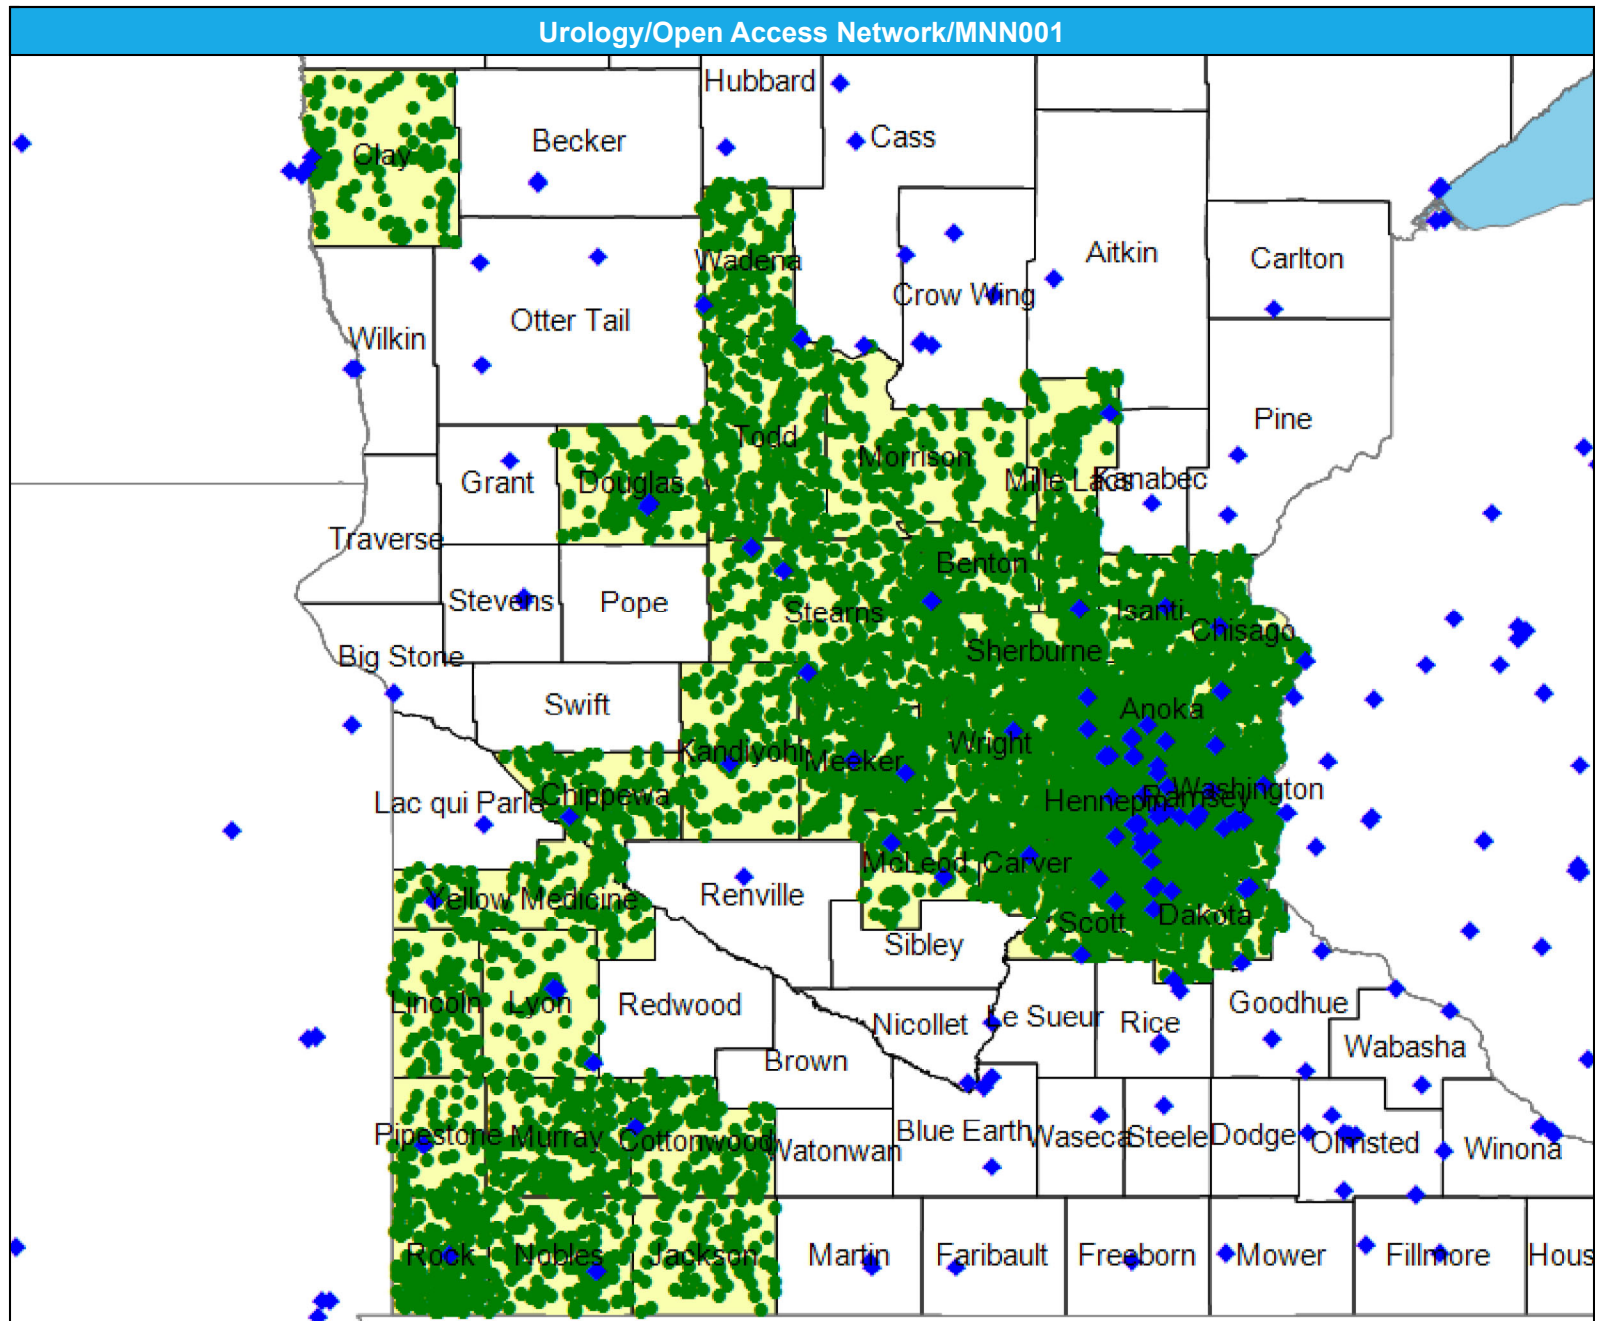 Urology/Open Access Network/MNN001
Hubbard
Becker
Cass
Clay
Aitkin
Carlton
Wadena
Crow Wing
Otter Tail
Wilkin
Pine
Todd
Morrison
Grant
Douglas
Mille Lacs
Kanabec
Traverse
Benton
Stevens
Pope
Stearns
Isanti
Chisago
Big Stone
Sherburne
Swift
Anoka
Kandiyohi
Meeker
Wright
Lac qui Parle
Chippewa
Hennepin
Ramsey
Washington
McLeod
Carver
Yellow Medicine
Renville
Scott
Dakota
Sibley
Lincoln
Lyon
Redwood
Nicollet
Le Sueur
Rice
Goodhue
Brown
Wabasha
Pipestone
Murray
Cottonwood
Watonwan
Blue Earth
Waseca
Steele
Dodge
Olmsted
Winona
Rock
Nobles
Jackson
Martin
Faribault
Freeborn
Mower
Fillmore
Hous